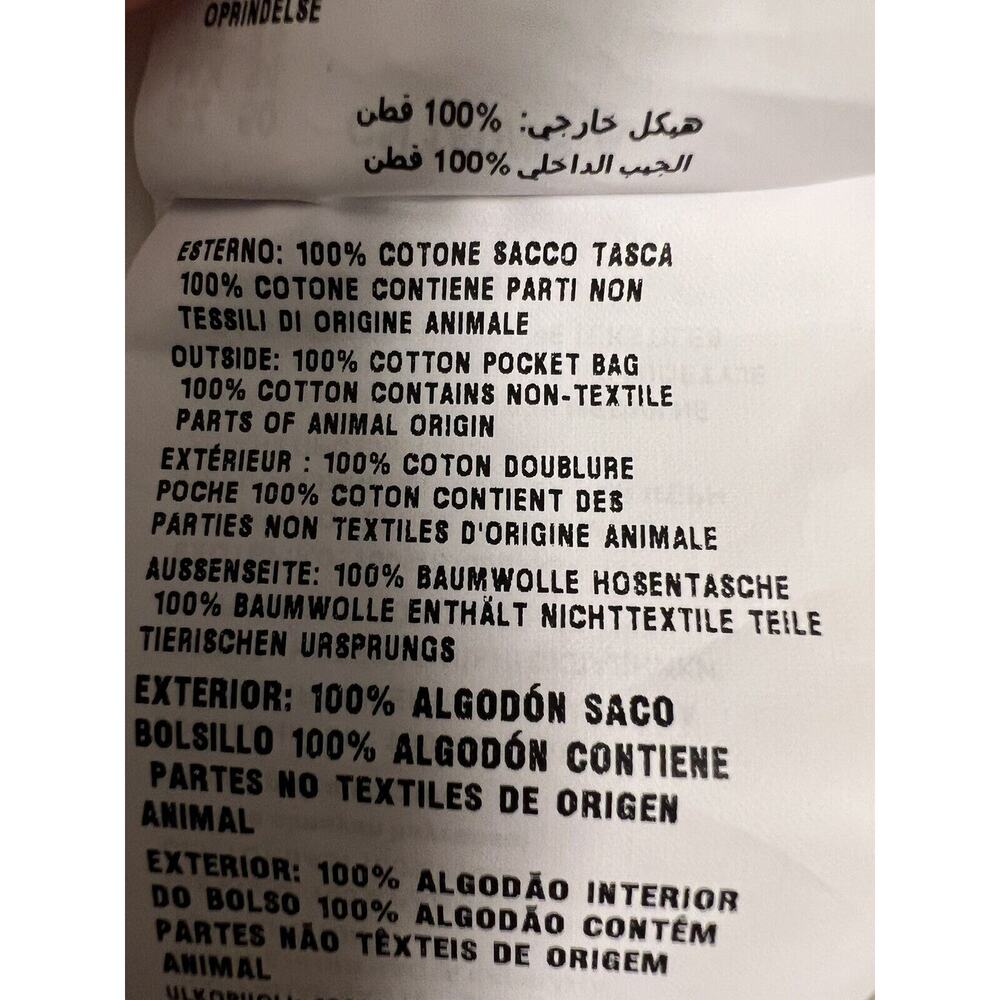 OPRINDELSE
هيكل خارجي: %100 قطن
الجيب الداخلي %100 قطن
ESTERNO: 100% COTONE SACCO TASCA
100% COTONE CONTIENE PARTI NON
TESSILI DI ORIGINE ANIMALE
OUTSIDE: 100% COTTON POCKET BAG
100% COTTON CONTAINS NON-TEXTILE
PARTS OF ANIMAL ORIGIN
EXTÉRIEUR : 100% COTON DOUBLURE
POCHE 100% COTON CONTIENT DES
PARTIES NON TEXTILES D'ORIGINE ANIMALE
AUSSENSEITE: 100% BAUMWOLLE HOSENTASCHE
100% BAUMWOLLE ENTHÄLT NICHTTEXTILE TEILE
TIERISCHEN URSPRUNGS
EXTERIOR: 100% ALGODÓN SACO
BOLSILLO 100% ALGODÓN CONTIENE
PARTES NO TEXTILES DE ORIGEN
ANIMAL
EXTERIOR: 100% ALGODÃO INTERIOR
DO BOLSO 100% ALGODÃO CONTÊM
PARTES NÃO TÊXTEIS DE ORIGEM
ANIMAL